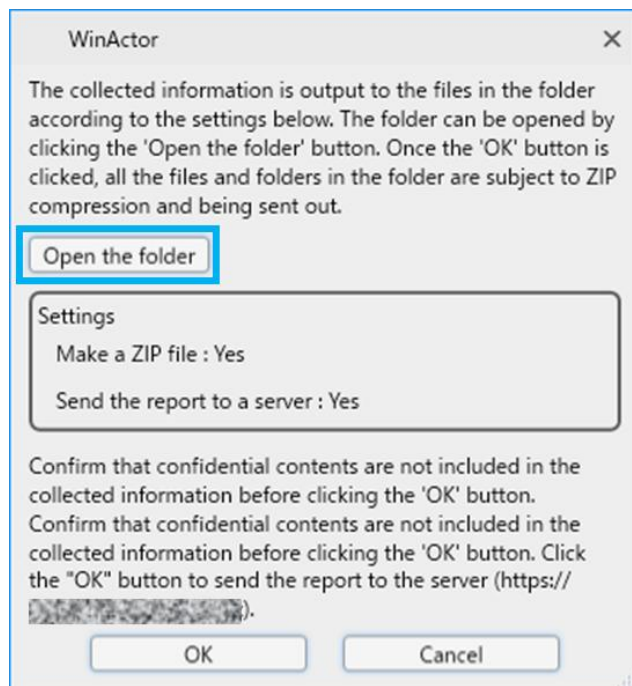 WinActor
The collected information is output to the files in the folder
according to the settings below. The folder can be opened by
clicking the 'Open the folder' button. Once the 'OK' button is
clicked, all the files and folders in the folder are subject to ZIP
compression and being sent out.
Open the folder
Settings
Make a ZIP file : Yes
Send the report to a server : Yes
Confirm that confidential contents are not included in the
collected information before clicking the 'OK' button.
Confirm that confidential contents are not included in the
collected information before clicking the 'OK' button. Click
the "OK" button to send the report to the server (https://
).
OK Cancel